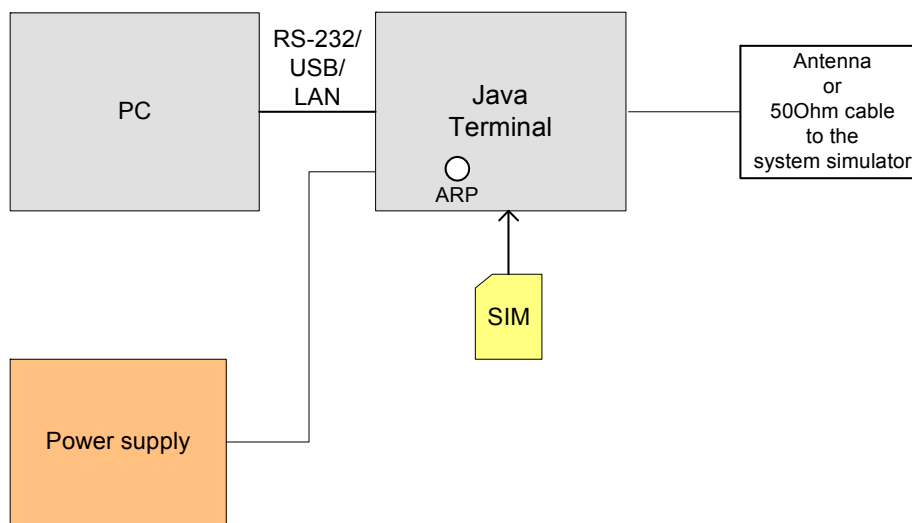 PC
RS-232/
USB/
LAN
Java
Terminal
ARP
Antenna
or
50Ohm cable
to the
system simulator
SIM
Power supply